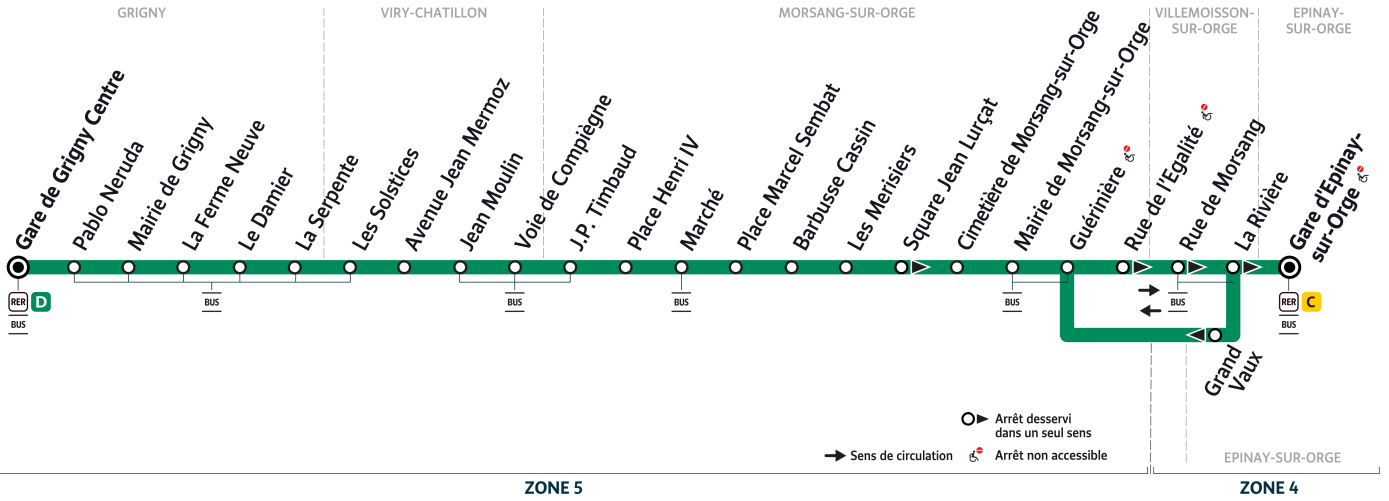 GRIGNY
VIRY-CHATILLON
MORSANG-SUR-ORGE
VILLEMOISSON-
SUR-ORGE
EPINAY-
SUR-ORGE
Gare de Grigny Centre
Pablo Neruda
Mairie de Grigny
La Ferme Neuve
Le Damier
La Serpente
Les Solstices
Avenue Jean Mermoz
Jean Moulin
Voie de Compiègne
J.P. Timbaud
Place Henri IV
Marché
Place Marcel Sembat
Barbusse Cassin
Les Merisiers
Square Jean Lurçat
Cimetière de Morsang-sur-Orge
Mairie de Morsang-sur-Orge
Guérinière
Rue de l'Egalité
Rue de Morsang
La Rivière
Gare d'Epinay-
sur-Orge
RER D
BUS
BUS
BUS
BUS
BUS
BUS
RER C
BUS
Grand
Vaux
Arrêt desservi
dans un seul sens
Sens de circulation
Arrêt non accessible
EPINAY-SUR-ORGE
ZONE 5
ZONE 4